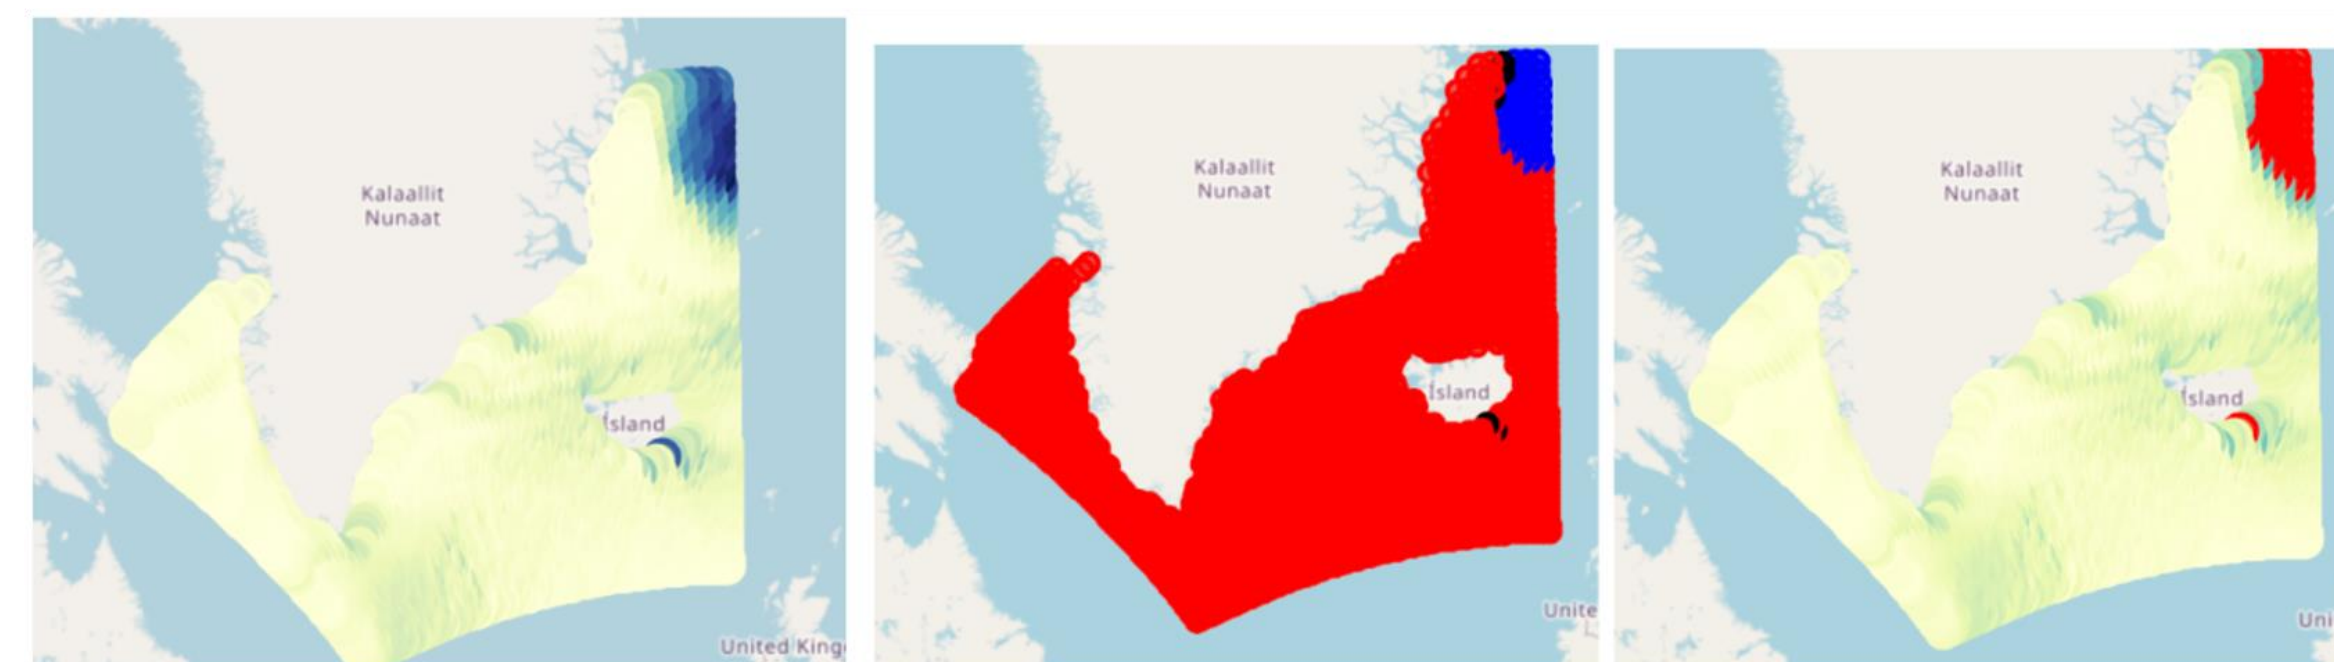 Kalaallit
Nunaat
Ísland
United King
Kalaallit
Nunaat
Ísland
Unite
Kalaallit
Nunaat
Ísland
Uni